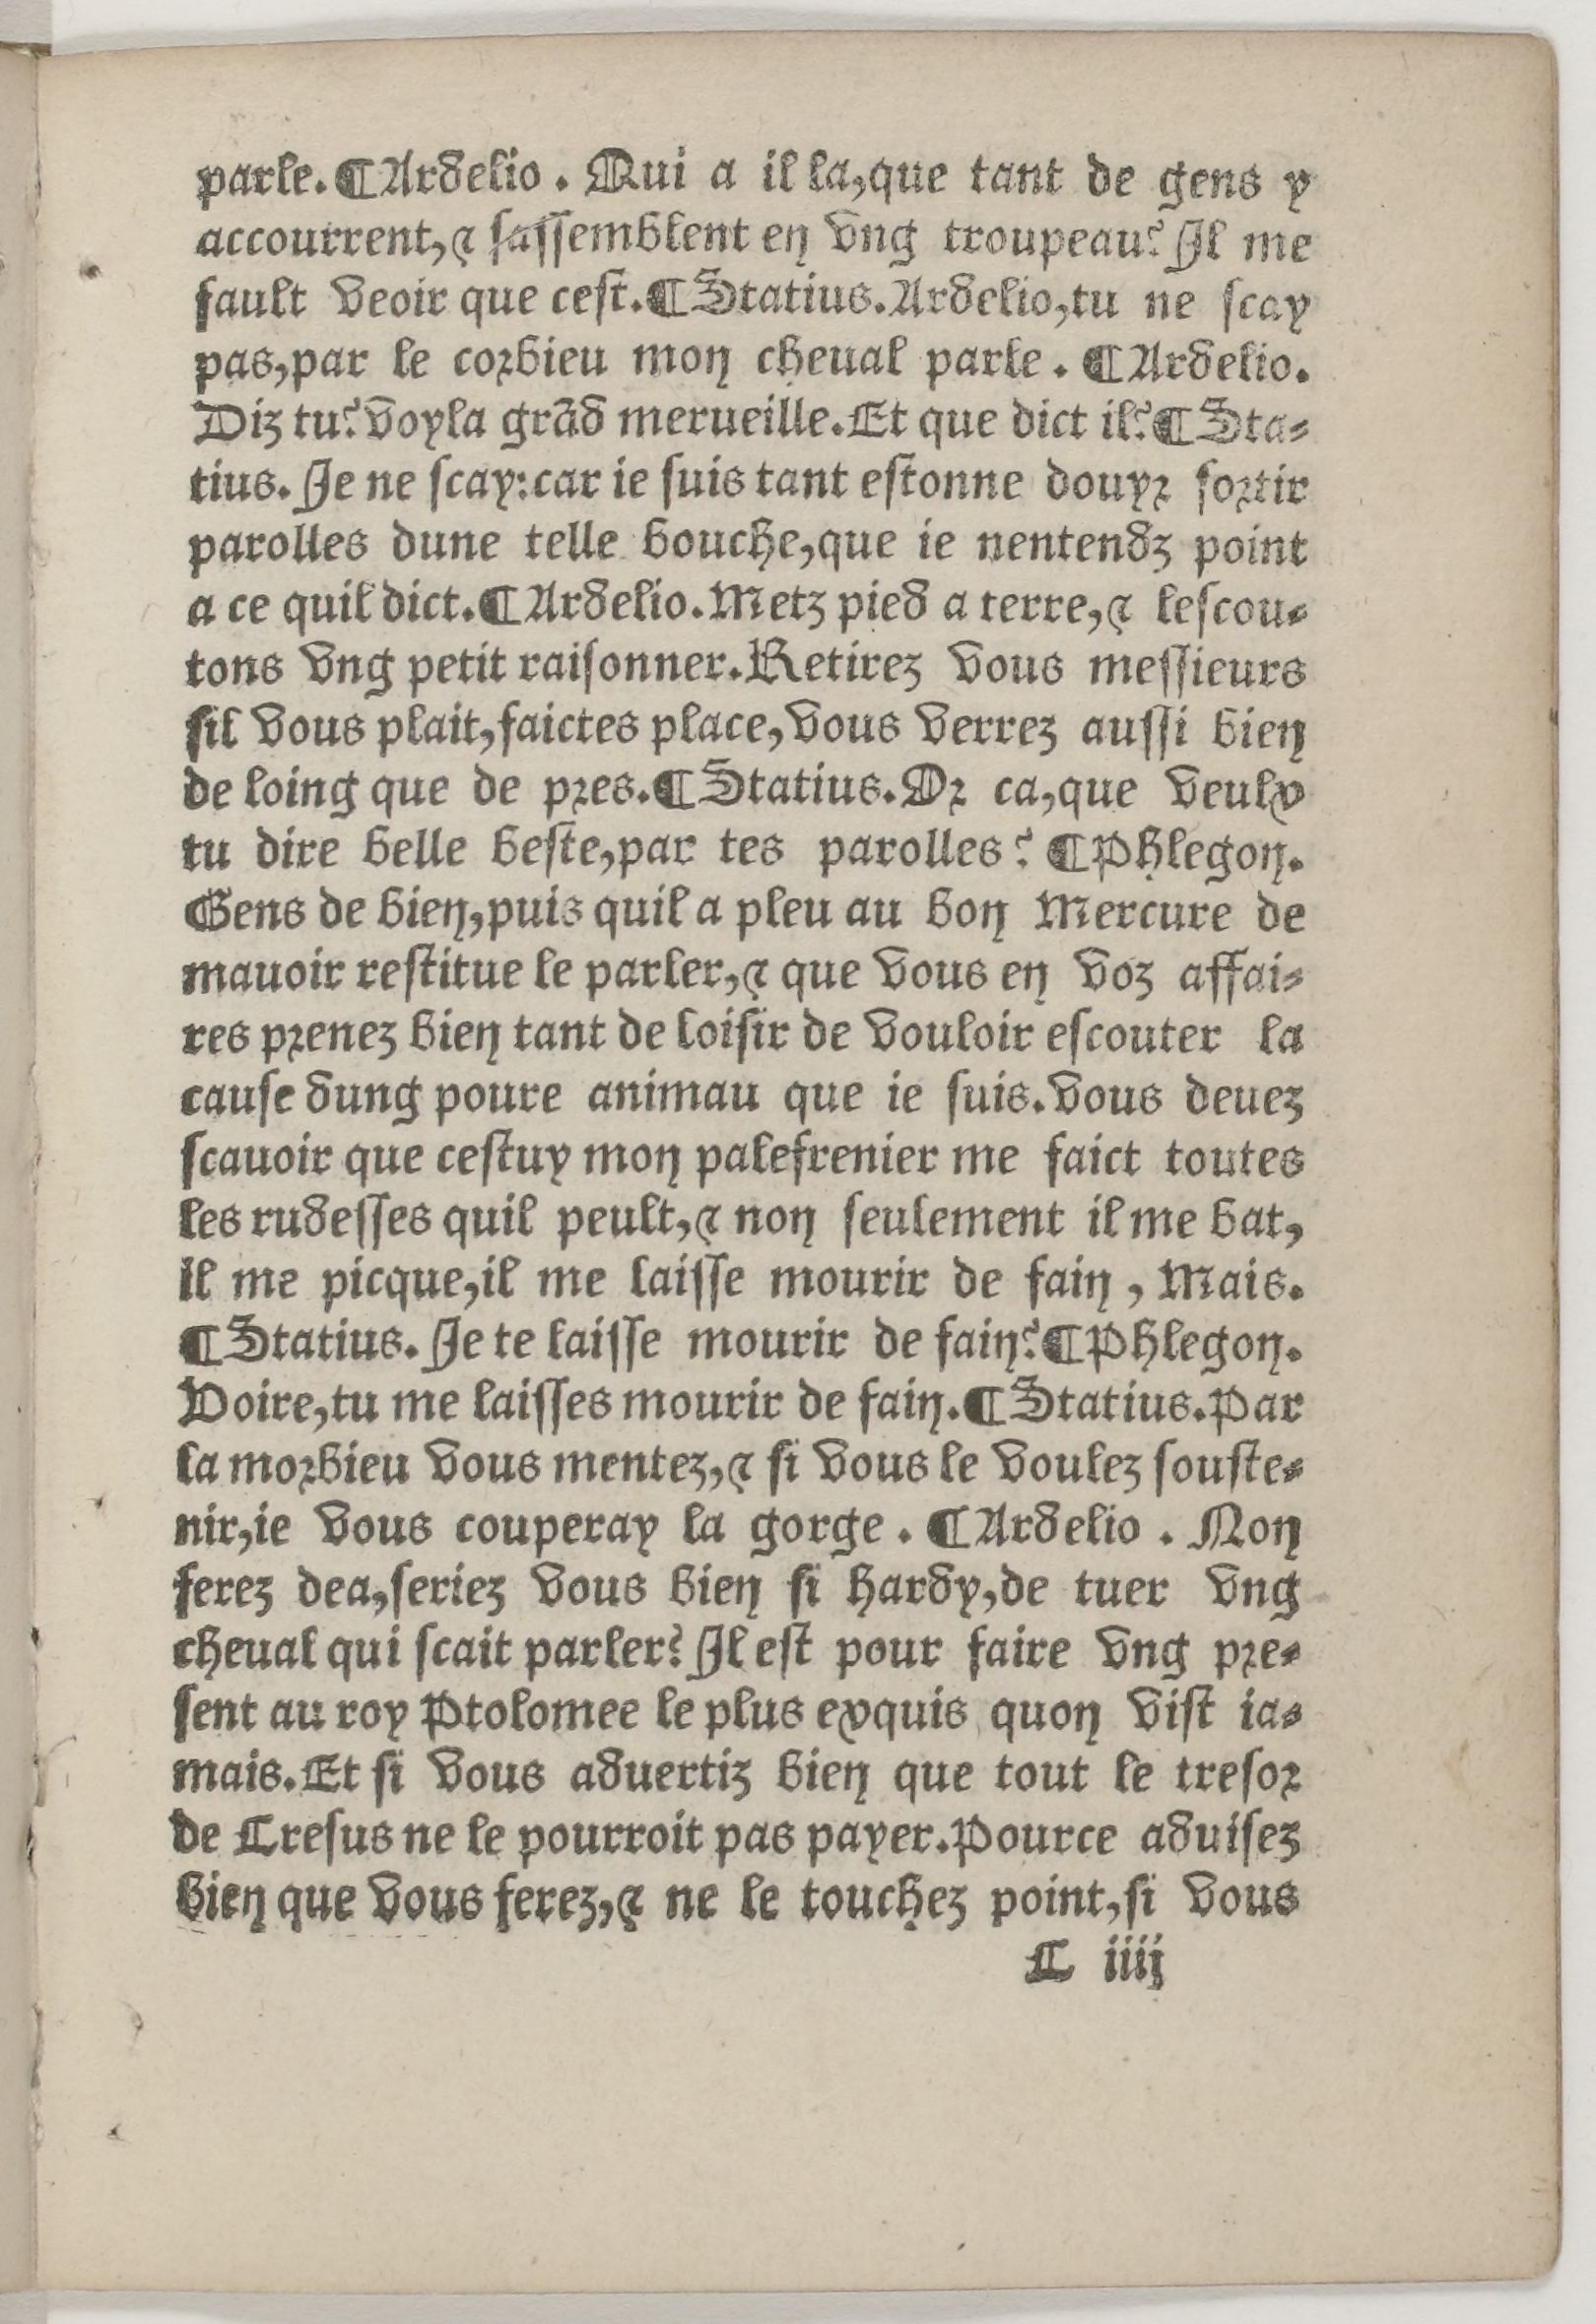 parle.¶Ardelio. Qui a il la,que tant de gens y
accourrent,& sassemblent en vng troupeau? Il me
fault veoir que cest.¶Statius.Ardelio,tu ne scay
pas,par le corbieu mon cheual parle. ¶Ardelio.
Diz tu? voyla grãd merueille.Et que dict il?¶Sta-
tius. Je ne scay:car ie suis tant estonne douyr sortir
parolles dune telle bouche,que ie nentendz point
a ce quil dict.¶Ardelio.Metz pied a terre,& lescou-
tons vng petit raisonner.Retirez vous messieurs
sil vous plait,faictes place,vous verrez aussi bien
de loing que de pres.¶Statius.Or ca,que veulx
tu dire belle beste,par tes parolles? ¶Phlegon.
Gens de bien,puis quil a pleu au bon Mercure de
mauoir restitue le parler,& que vous en voz affai-
res prenez bien tant de loisir de vouloir escouter la
cause dung poure animau que ie suis.vous deuez
scauoir que cestuy mon palefrenier me faict toutes
les rudesses quil peult,& non seulement il me bat,
il me picque,il me laisse mourir de fain, Mais.
¶Statius. Je te laisse mourir de fain?¶Phlegon.
Voire,tu me laisses mourir de fain.¶Statius.Par
la morbieu vous mentez,& si vous le voulez souste-
nir,ie vous couperay la gorge. ¶Ardelio. Non
ferez dea,seriez vous bien si hardy,de tuer vng
cheual qui scait parler? Il est pour faire vng pre-
sent au roy Ptolomee le plus exquis quon vist ia-
mais.Et si vous aduertiz bien que tout le tresor
de Cresus ne le pourroit pas payer.Pource aduisez
bien que vous ferez,& ne le touchez point,si vous
C iiij